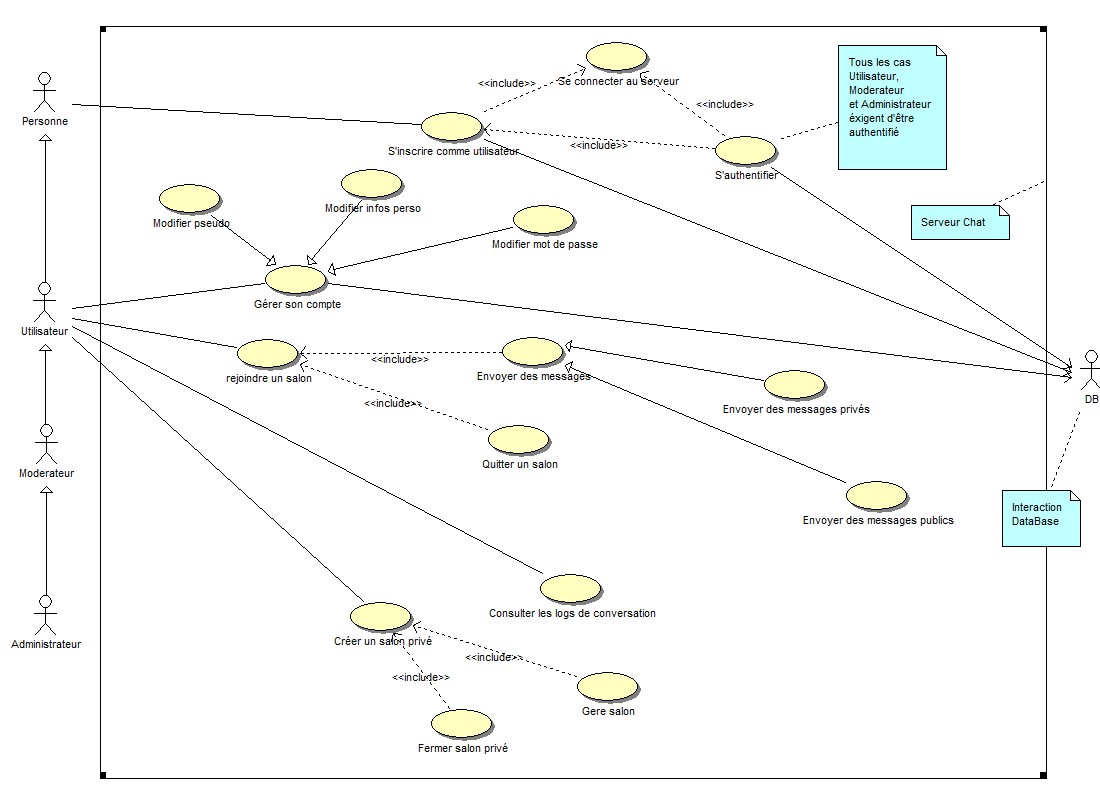 Tous les cas
Utilisateur,
Moderateur
et Administrateur
éxigent d'être
authentifié
Se connecter au serveur
<<include>>
<<include>>
Personne
<<include>>
S'inscrire comme utilisateur
S'authentifier
Modifier pseudo
Modifier infos perso
Serveur Chat
Modifier mot de passe
Gérer son compte
Utilisateur
<<include>>
rejoindre un salon
Envoyer des messages
<<include>>
Envoyer des messages privés
DB
Quitter un salon
Moderateur
Envoyer des messages publics
Interaction
DataBase
Consulter les logs de conversation
Créer un salon privé
Administrateur
<<include>>
<<include>>
Gere salon
Fermer salon privé